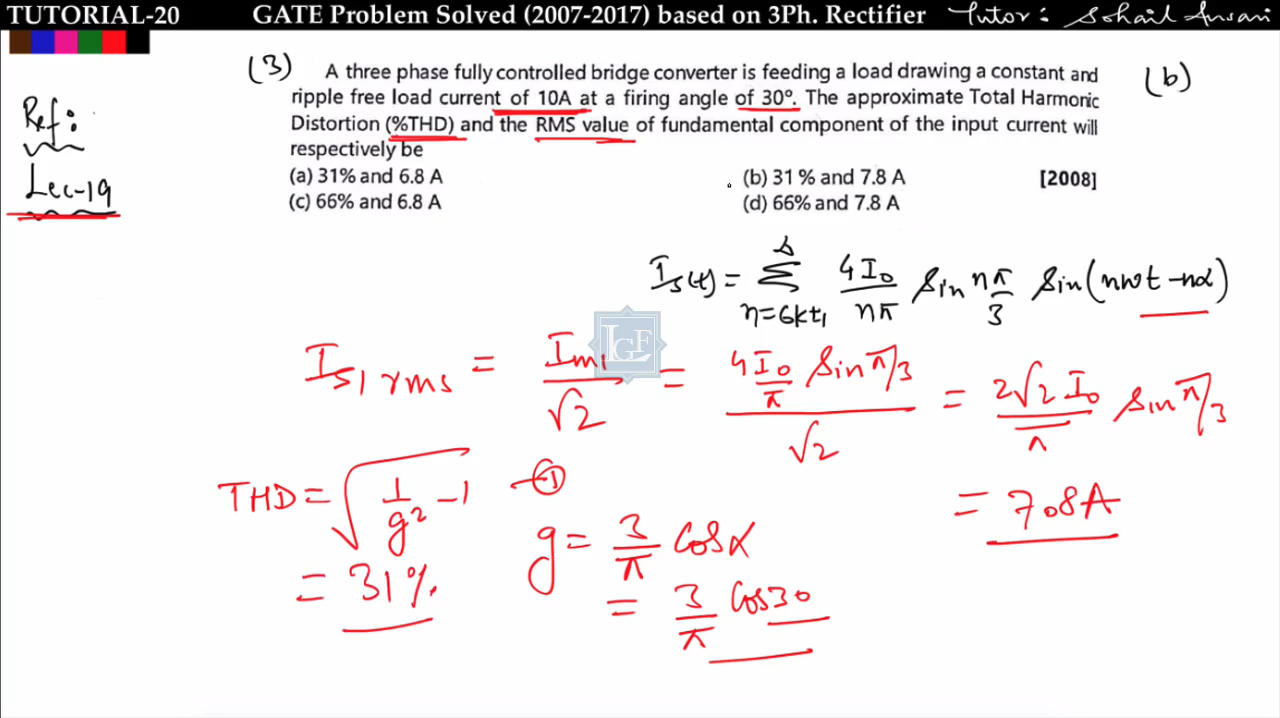 TUTORIAL-20 GATE Problem Solved (2007-2017) based on 3Ph. Rectifier Tutor: Sohail Ansari
(3) A three phase fully controlled bridge converter is feeding a load drawing a constant and (b)
ripple free load current of 10A at a firing angle of 30º. The approximate Total Harmonic
Distortion (%THD) and the RMS value of fundamental component of the input current will
respectively be
(a) 31% and 6.8 A (b) 31 % and 7.8 A [2008]
(c) 66% and 6.8 A (d) 66% and 7.8 A
Ref:
Lec-19
Is(t) = Σ n=6k±1 4I0/nπ Sin nπ/3 Sin(nωt-nα)
LGF
Is1 rms = Im1/√2 = 4I0/π Sin π/3 / √2 = 2√2 I0/π Sin π/3
= 7.8A
THD = √(1/g² - 1) -①
= 31%
g = 3/π Cosα
= 3/π Cos30